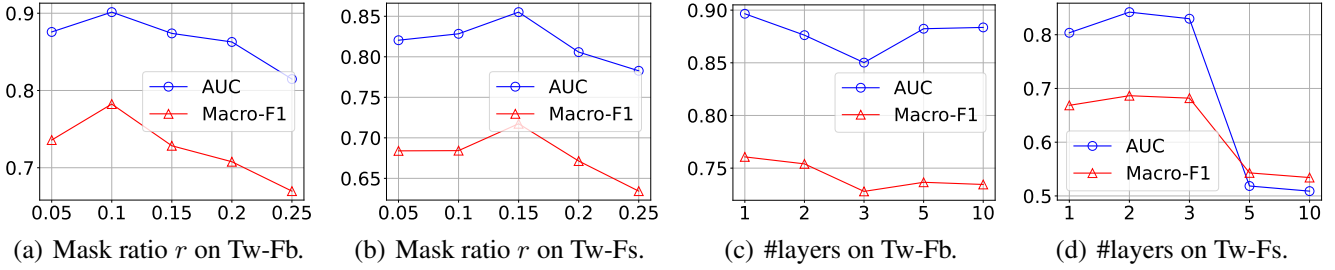 0.9
0.8
0.7
0.05 0.1 0.15 0.2 0.25
AUC
Macro-F1
(a) Mask ratio r on Tw-Fb.
0.85
0.80
0.75
0.70
0.65
0.05 0.1 0.15 0.2 0.25
AUC
Macro-F1
(b) Mask ratio r on Tw-Fs.
0.90
0.85
0.80
0.75
1 2 3 5 10
AUC
Macro-F1
(c) #layers on Tw-Fb.
0.8
0.7
0.6
0.5
1 2 3 5 10
AUC
Macro-F1
(d) #layers on Tw-Fs.